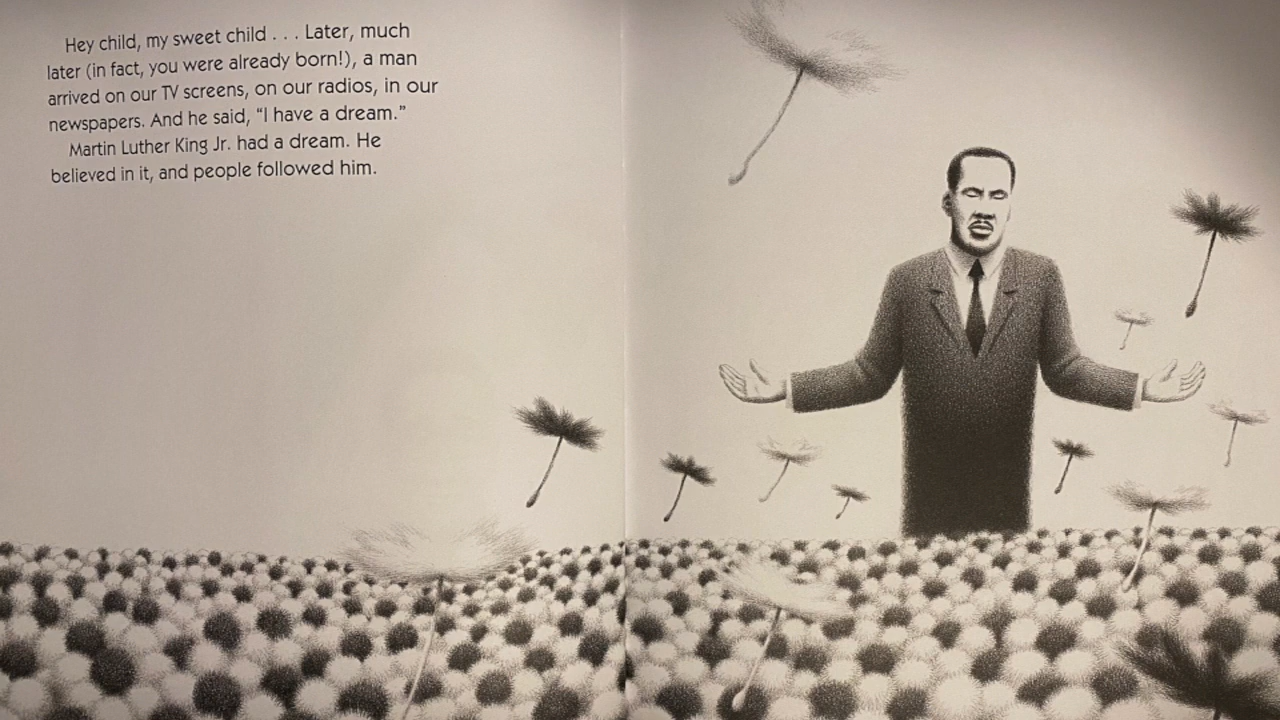 Hey child, my sweet child . . . Later, much
later (in fact, you were already born!), a man
arrived on our TV screens, on our radios, in our
newspapers. And he said, “I have a dream.”
Martin Luther King Jr. had a dream. He
believed in it, and people followed him.